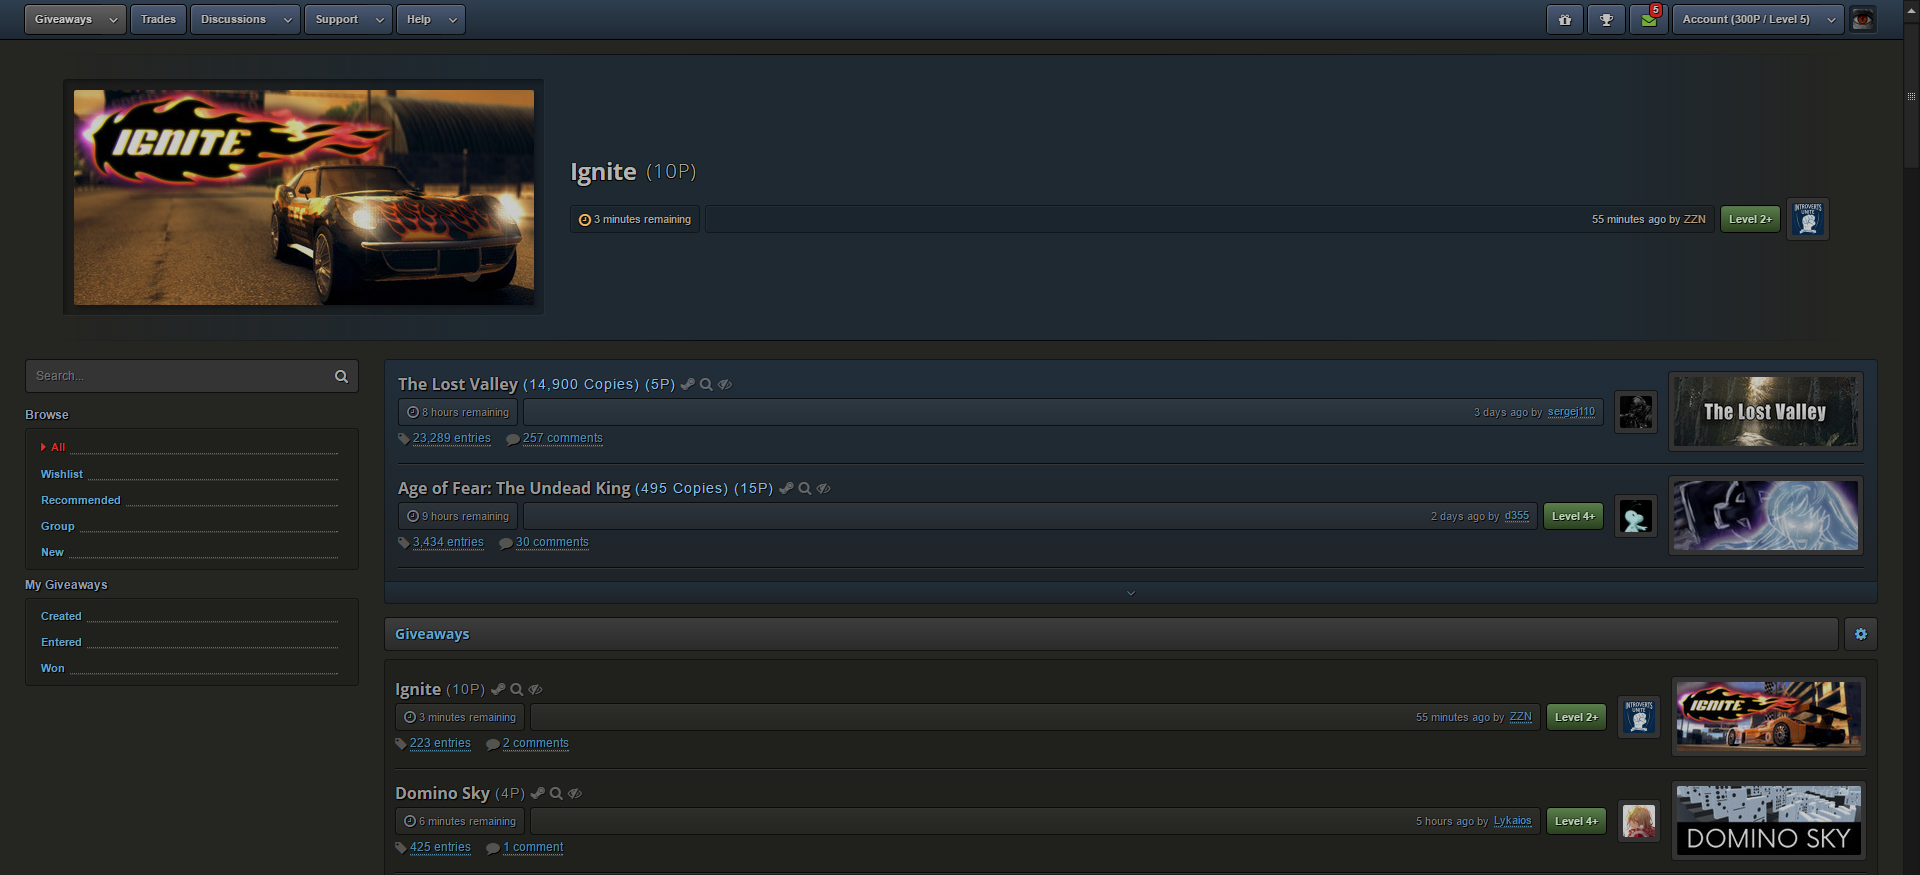 Giveaways
Trades
Discussions
Support
Help
5
Account (300P / Level 5)
IGNITE
Ignite (10P)
3 minutes remaining
55 minutes ago by ZZN
Level 2+
INTROVERTS
UNITE
Search...
Browse
All
Wishlist
Recommended
Group
New
My Giveaways
Created
Entered
Won
The Lost Valley (14,900 Copies) (5P)
8 hours remaining
3 days ago by sergej110
23,289 entries
257 comments
The Lost Valley
Age of Fear: The Undead King (495 Copies) (15P)
9 hours remaining
2 days ago by d355
Level 4+
3,434 entries
30 comments
Giveaways
Ignite (10P)
3 minutes remaining
55 minutes ago by ZZN
Level 2+
INTROVERTS
UNITE
223 entries
2 comments
IGNITE
Domino Sky (4P)
6 minutes remaining
5 hours ago by Lykaios
Level 4+
425 entries
1 comment
DOMINO SKY